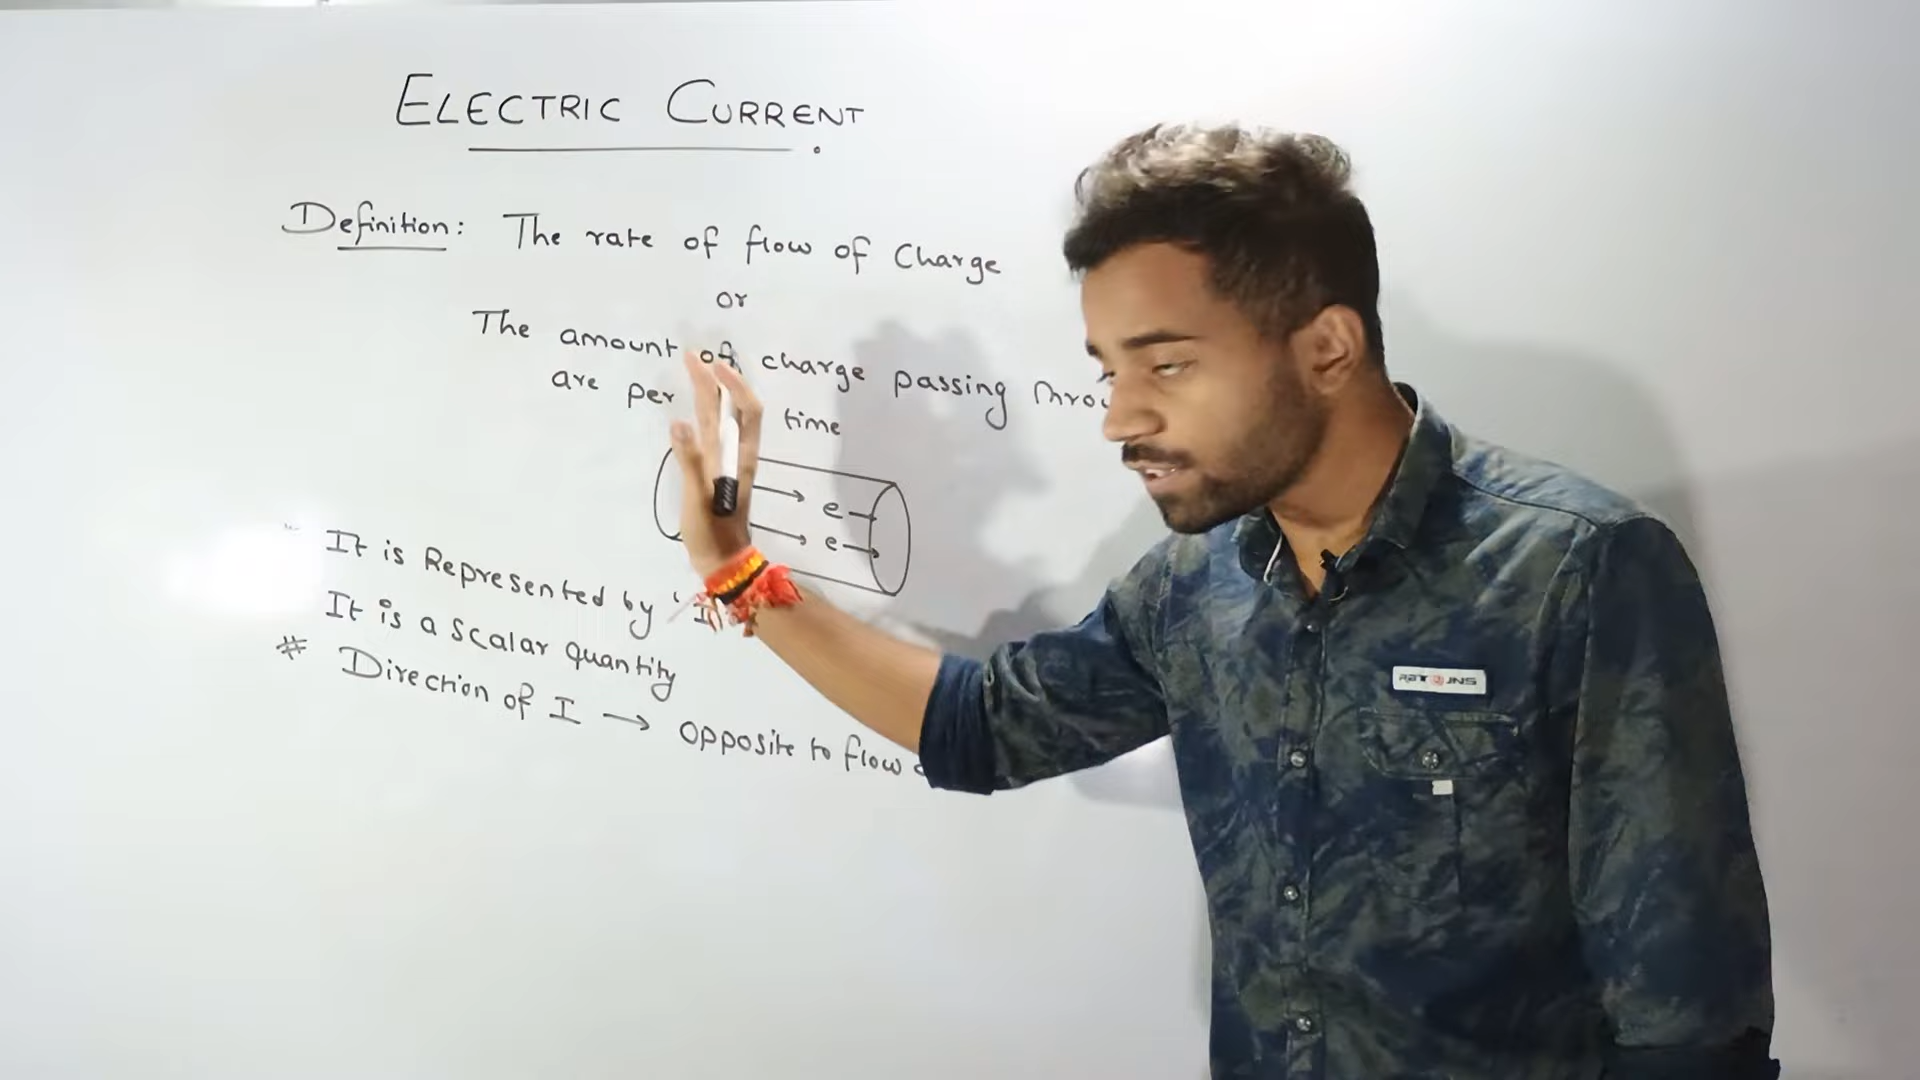 ELECTRIC CURRENT
Definition: The rate of flow of Charge
or
The amount of charge passing
are per time
e
e
It is Represented by 'I
It is a scalar quantity
# Direction of I → opposite to flow